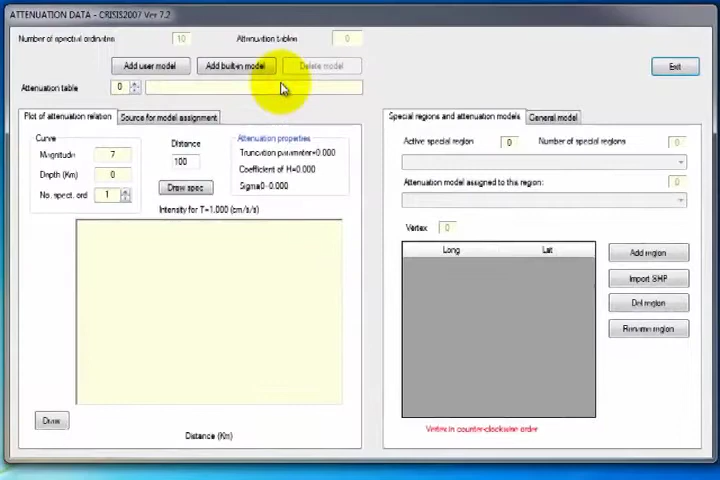 ATTENUATION DATA - CRISIS2007 Ver 7.2
Number of spectral ordinates 10 Attenuation tables 0
Add user model Add built-in model Delete model Exit
Attenuation table 0
Plot of attenuation relation Source for model assignment
Curve
Magnitude 7
Depth (Km) 0
No. spect. ord 1
Distance
100
Draw spec
Attenuation properties
Truncation parameter=0.000
Coefficient of H=0.000
Sigma0=0.000
Intensity for T=1.000 (cm/s/s)
Draw
Distance (Km)
Special regions and attenuation models General model
Active special region 0 Number of special regions 0
Attenuation model assigned to this region: 0
Vertex 0
Long Lat
Add region
Import SHP
Del region
Rename region
Vertex in counter-clockwise order